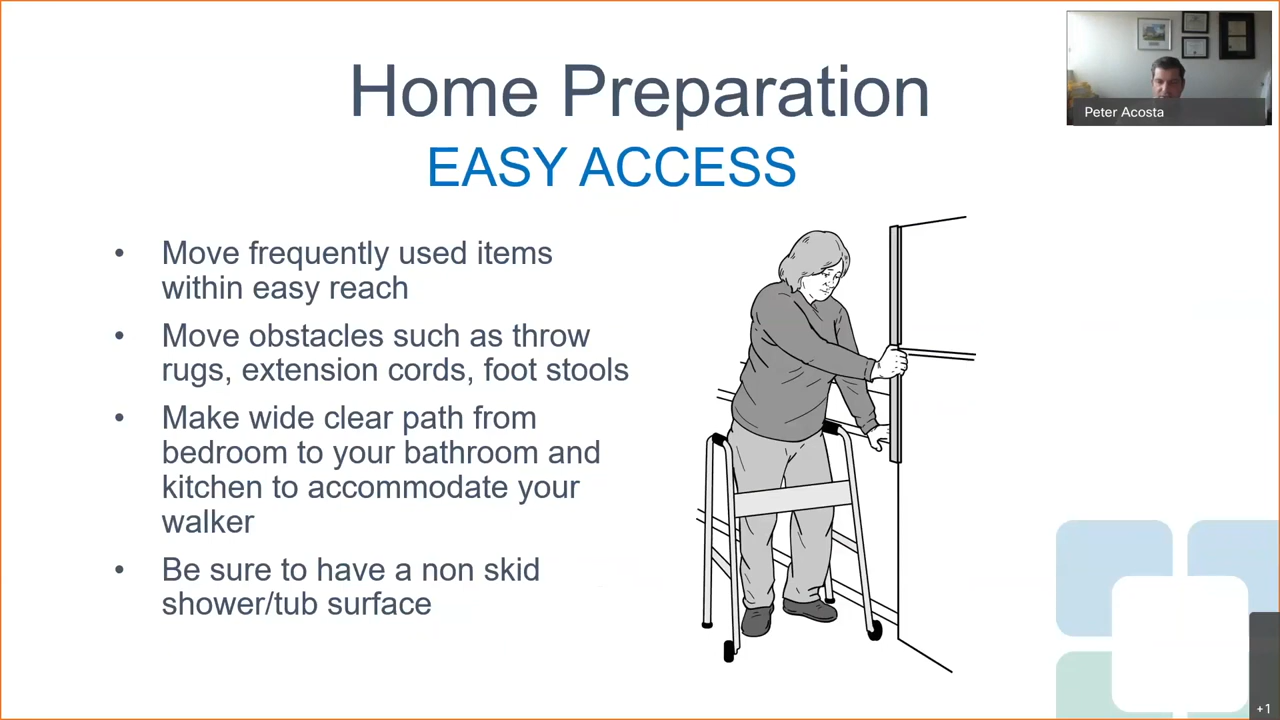 Home Preparation
EASY ACCESS
• Move frequently used items
within easy reach
• Move obstacles such as throw
rugs, extension cords, foot stools
• Make wide clear path from
bedroom to your bathroom and
kitchen to accommodate your
walker
• Be sure to have a non skid
shower/tub surface
Peter Acosta
+1